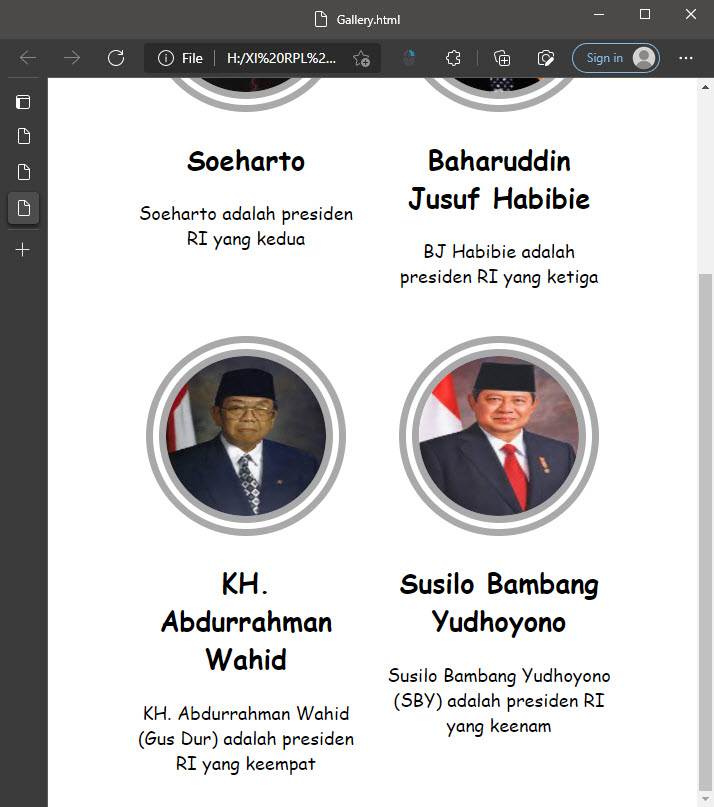 Gallery.html
File
H:/XI%20RPL%2...
Sign in
Soeharto
Soeharto adalah presiden
RI yang kedua
Baharuddin
Jusuf Habibie
BJ Habibie adalah
presiden RI yang ketiga
KH.
Abdurrahman
Wahid
KH. Abdurrahman Wahid
(Gus Dur) adalah presiden
RI yang keempat
Susilo Bambang
Yudhoyono
Susilo Bambang Yudhoyono
(SBY) adalah presiden RI
yang keenam